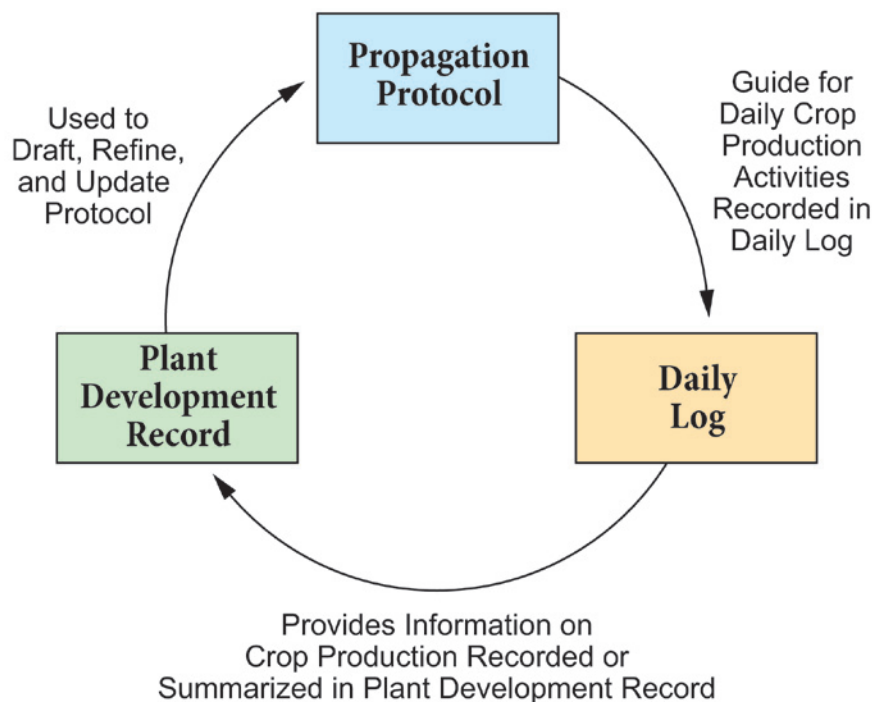 Propagation
Protocol
Guide for
Daily Crop
Production
Activities
Recorded in
Daily Log
Daily
Log
Provides Information on
Crop Production Recorded or
Summarized in Plant Development Record
Plant
Development
Record
Used to
Draft, Refine,
and Update
Protocol